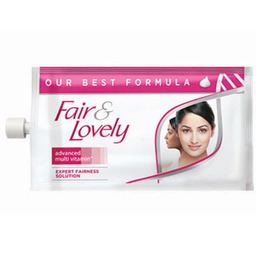 OUR BEST FORMULA
Fair &
Lovely
advanced
multi vitamin
EXPERT FAIRNESS
SOLUTION